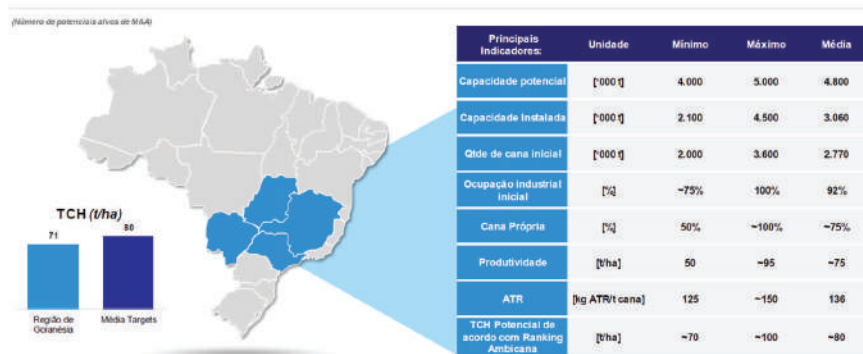 (Número de potenciais alvos de M&A)
Principais Indicadores: Unidade Mínimo Máximo Média
Capacidade potencial ['000 t] 4.000 5.000 4.800
Capacidade Instalada ['000 t] 2.100 4.500 3.060
Qtde de cana inicial ['000 t] 2.000 3.600 2.770
Ocupação industrial inicial [%] ~75% 100% 92%
Cana Própria [%] 50% ~100% ~75%
Produtividade [t/ha] 50 ~95 ~75
ATR [kg ATR/t cana] 125 ~150 136
TCH Potencial de acordo com Ranking Ambicana [t/ha] ~70 ~100 ~80
TCH (t/ha)
71 80
Região de Goianésia
Média Targets